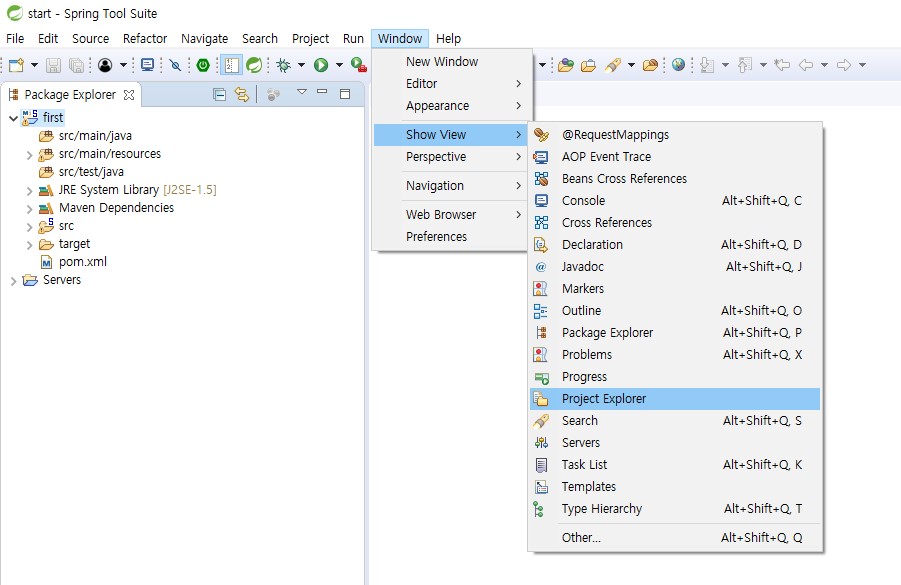 start - Spring Tool Suite
File Edit Source Refactor Navigate Search Project Run Window Help
Package Explorer
first
src/main/java
src/main/resources
src/test/java
JRE System Library [J2SE-1.5]
Maven Dependencies
src
target
pom.xml
Servers
New Window
Editor
Appearance
Show View
Perspective
Navigation
Web Browser
Preferences
@RequestMappings
AOP Event Trace
Beans Cross References
Console Alt+Shift+Q, C
Cross References
Declaration Alt+Shift+Q, D
Javadoc Alt+Shift+Q, J
Markers
Outline Alt+Shift+Q, O
Package Explorer Alt+Shift+Q, P
Problems Alt+Shift+Q, X
Progress
Project Explorer
Search Alt+Shift+Q, S
Servers
Task List Alt+Shift+Q, K
Templates
Type Hierarchy Alt+Shift+Q, T
Other... Alt+Shift+Q, Q